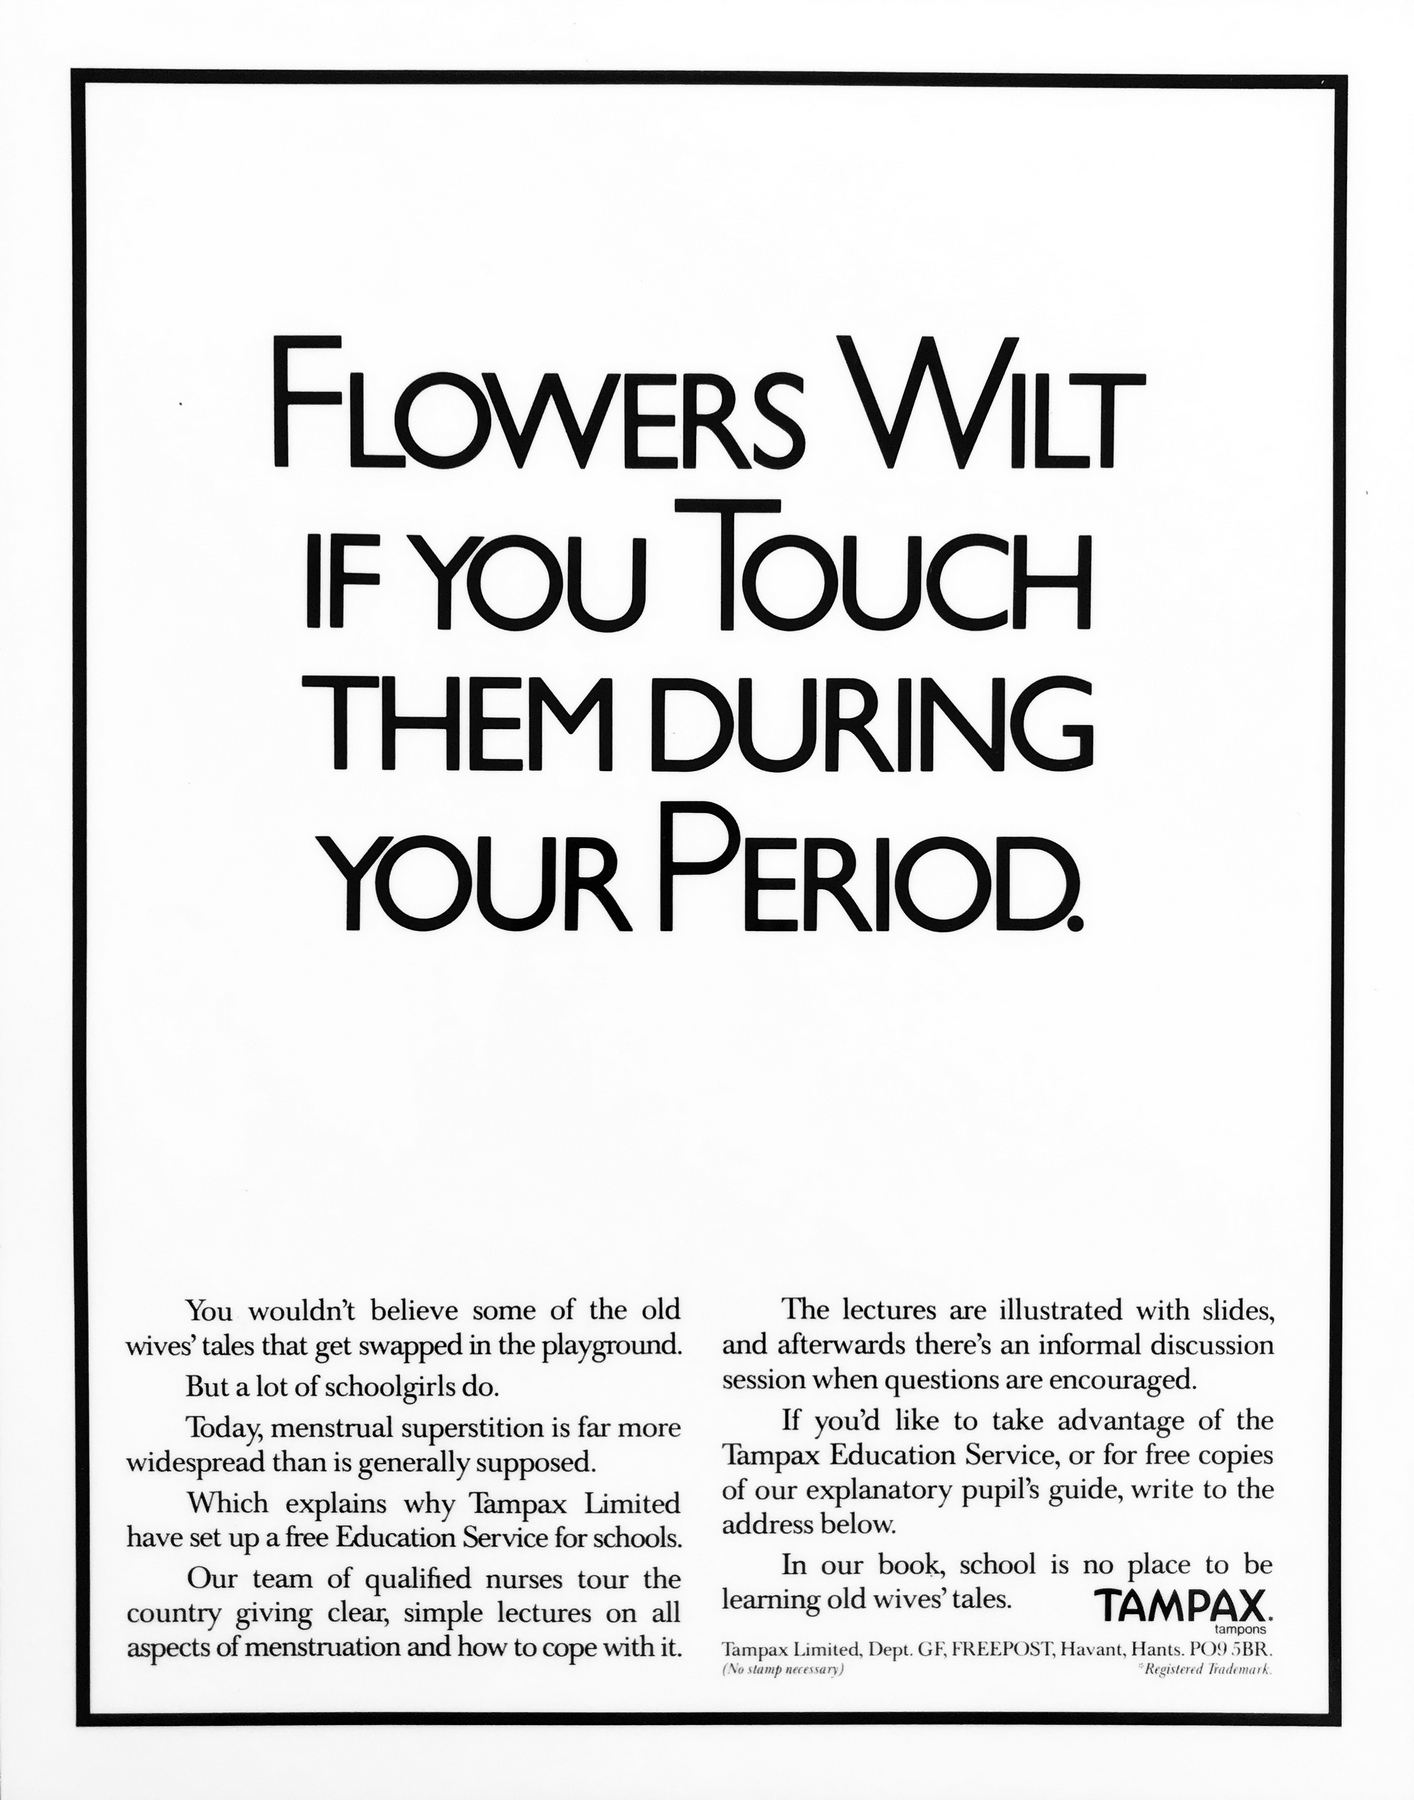 FLOWERS WILT
IF YOU TOUCH
THEM DURING
YOUR PERIOD.
You wouldn't believe some of the old
wives' tales that get swapped in the playground.
But a lot of schoolgirls do.
Today, menstrual superstition is far more
widespread than is generally supposed.
Which explains why Tampax Limited
have set up a free Education Service for schools.
Our team of qualified nurses tour the
country giving clear, simple lectures on all
aspects of menstruation and how to cope with it.
The lectures are illustrated with slides,
and afterwards there's an informal discussion
session when questions are encouraged.
If you'd like to take advantage of the
Tampax Education Service, or for free copies
of our explanatory pupil's guide, write to the
address below.
In our book, school is no place to be
learning old wives' tales.
TAMPAX.
tampons
Tampax Limited, Dept. GF, FREEPOST, Havant, Hants. PO9 5BR.
(No stamp necessary)
*Registered Trademark.